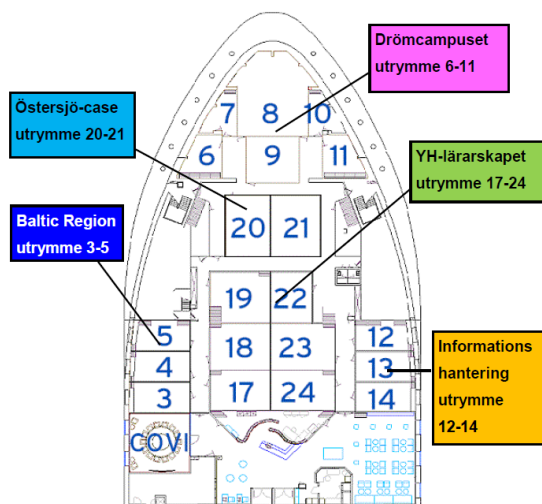 Drömcampuset
utrymme 6-11
Östersjö-case
utrymme 20-21
YH-lärarskapet
utrymme 17-24
Baltic Region
utrymme 3-5
Informations
hantering
utrymme
12-14
7 8 10
6 9 11
20 21
19 22
5 18 23 12
4 13
3 17 24 14
COVI